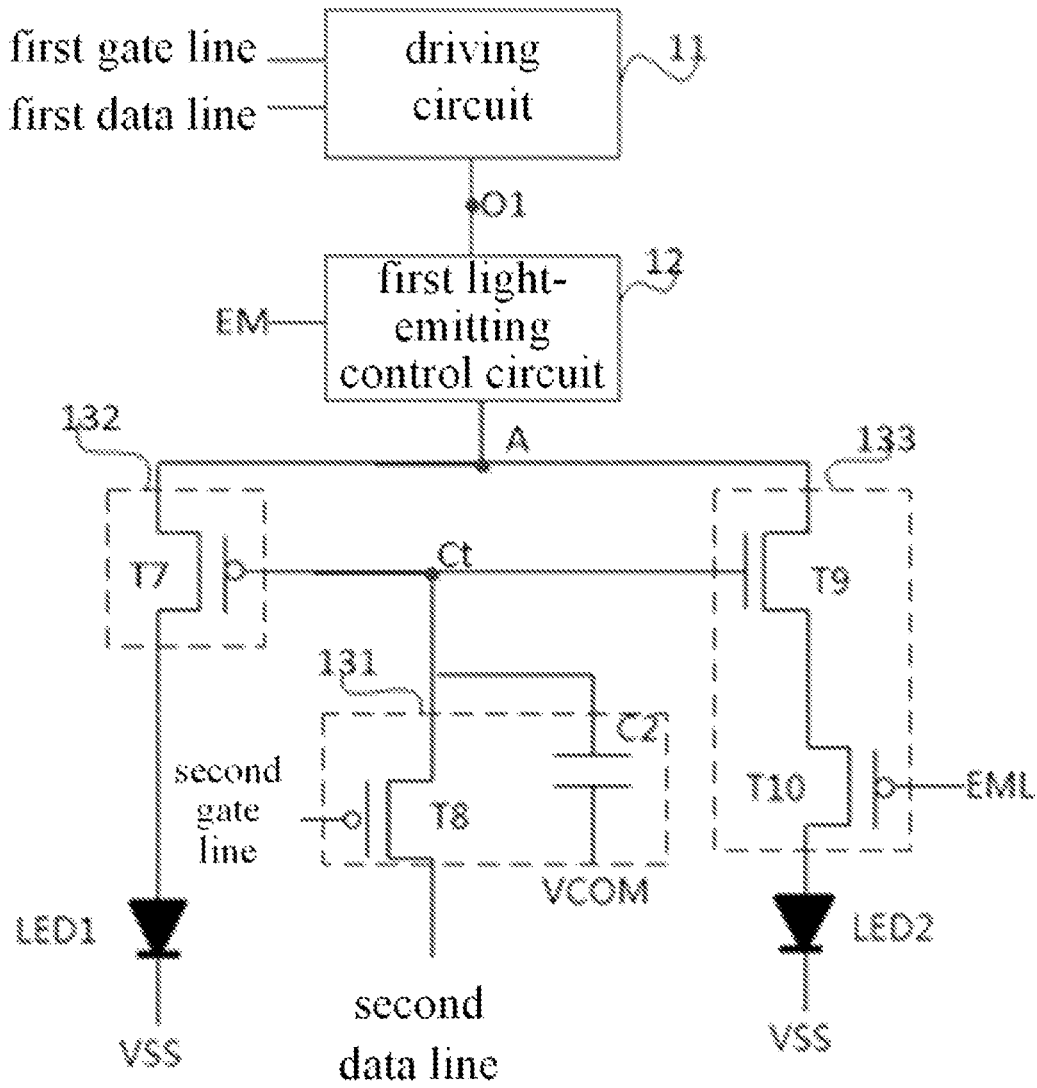 first gate line
first data line
driving
circuit
11
O1
EM
first light-
emitting
control circuit
12
132
A
133
T7
Ct
T9
131
C2
second
gate
line
T8
T10
EML
VCOM
LED1
LED2
VSS
second
data line
VSS